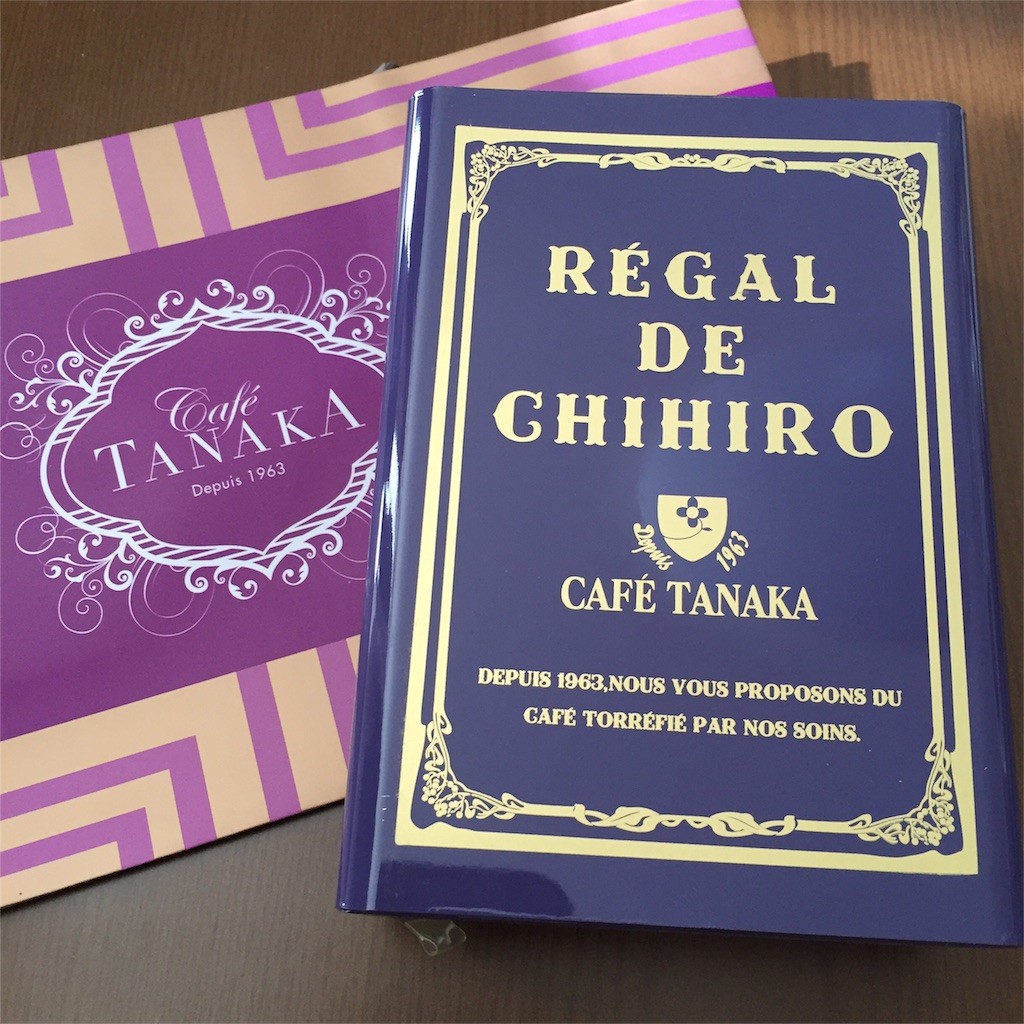 Café
TANAKA
Depuis 1963
RÉGAL
DE
CHIHIRO
Depuis 1963
CAFÉ TANAKA
DEPUIS 1963,NOUS VOUS PROPOSONS DU
CAFÉ TORRÉFIÉ PAR NOS SOINS.